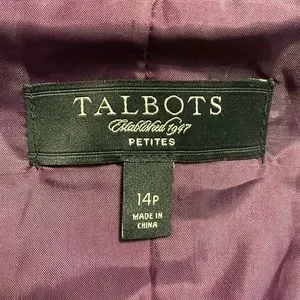 TALBOTS
Established 1947
PETITES
14P
MADE IN
CHINA